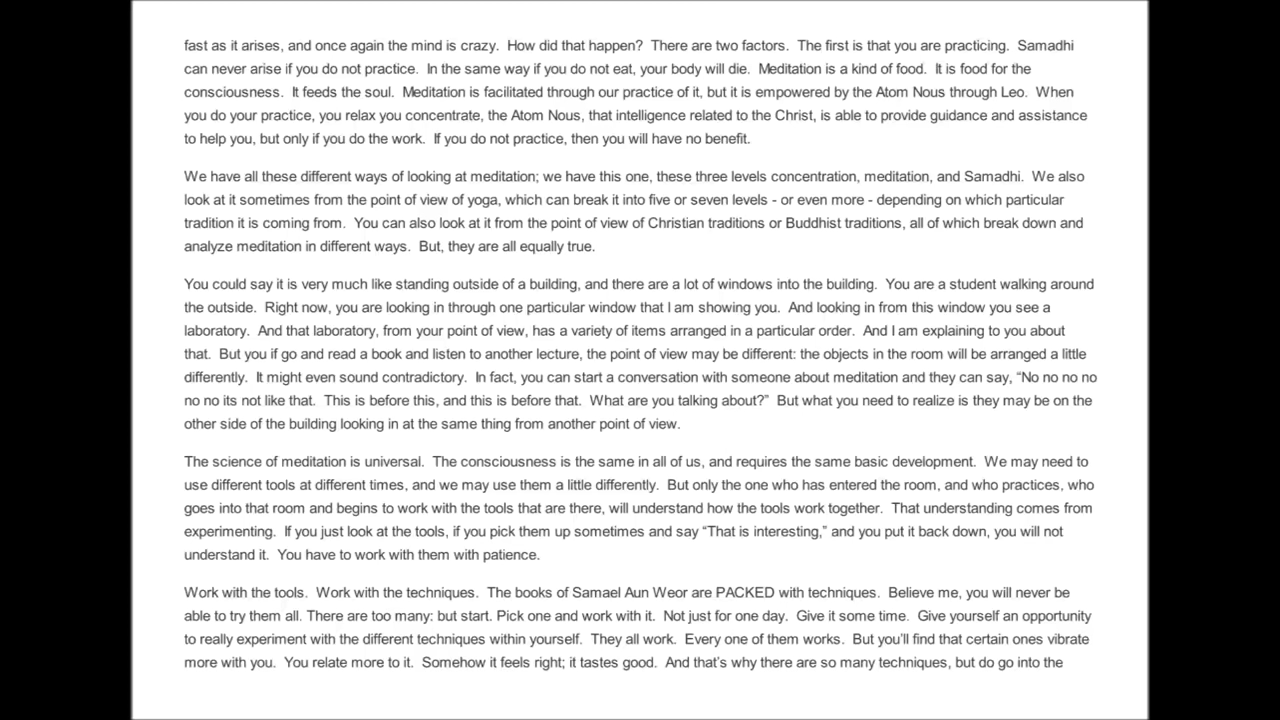 fast as it arises, and once again the mind is crazy.  How did that happen?  There are two factors.  The first is that you are practicing.  Samadhi
can never arise if you do not practice.  In the same way if you do not eat, your body will die.  Meditation is a kind of food.  It is food for the
consciousness.  It feeds the soul.  Meditation is facilitated through our practice of it, but it is empowered by the Atom Nous through Leo.  When
you do your practice, you relax you concentrate, the Atom Nous, that intelligence related to the Christ, is able to provide guidance and assistance
to help you, but only if you do the work.  If you do not practice, then you will have no benefit.
We have all these different ways of looking at meditation; we have this one, these three levels concentration, meditation, and Samadhi.  We also
look at it sometimes from the point of view of yoga, which can break it into five or seven levels - or even more - depending on which particular
tradition it is coming from.  You can also look at it from the point of view of Christian traditions or Buddhist traditions, all of which break down and
analyze meditation in different ways.  But, they are all equally true.
You could say it is very much like standing outside of a building, and there are a lot of windows into the building.  You are a student walking around
the outside.  Right now, you are looking in through one particular window that I am showing you.  And looking in from this window you see a
laboratory.  And that laboratory, from your point of view, has a variety of items arranged in a particular order.  And I am explaining to you about
that.  But you if go and read a book and listen to another lecture, the point of view may be different: the objects in the room will be arranged a little
differently.  It might even sound contradictory.  In fact, you can start a conversation with someone about meditation and they can say, “No no no no
no no its not like that.  This is before this, and this is before that.  What are you talking about?”  But what you need to realize is they may be on the
other side of the building looking in at the same thing from another point of view.
The science of meditation is universal.  The consciousness is the same in all of us, and requires the same basic development.  We may need to
use different tools at different times, and we may use them a little differently.  But only the one who has entered the room, and who practices, who
goes into that room and begins to work with the tools that are there, will understand how the tools work together.  That understanding comes from
experimenting.  If you just look at the tools, if you pick them up sometimes and say “That is interesting,” and you put it back down, you will not
understand it.  You have to work with them with patience.
Work with the tools.  Work with the techniques.  The books of Samael Aun Weor are PACKED with techniques.  Believe me, you will never be
able to try them all. There are too many: but start. Pick one and work with it.  Not just for one day.  Give it some time.  Give yourself an opportunity
to really experiment with the different techniques within yourself.  They all work.  Every one of them works.  But you’ll find that certain ones vibrate
more with you.  You relate more to it.  Somehow it feels right; it tastes good.  And that’s why there are so many techniques, but do go into the